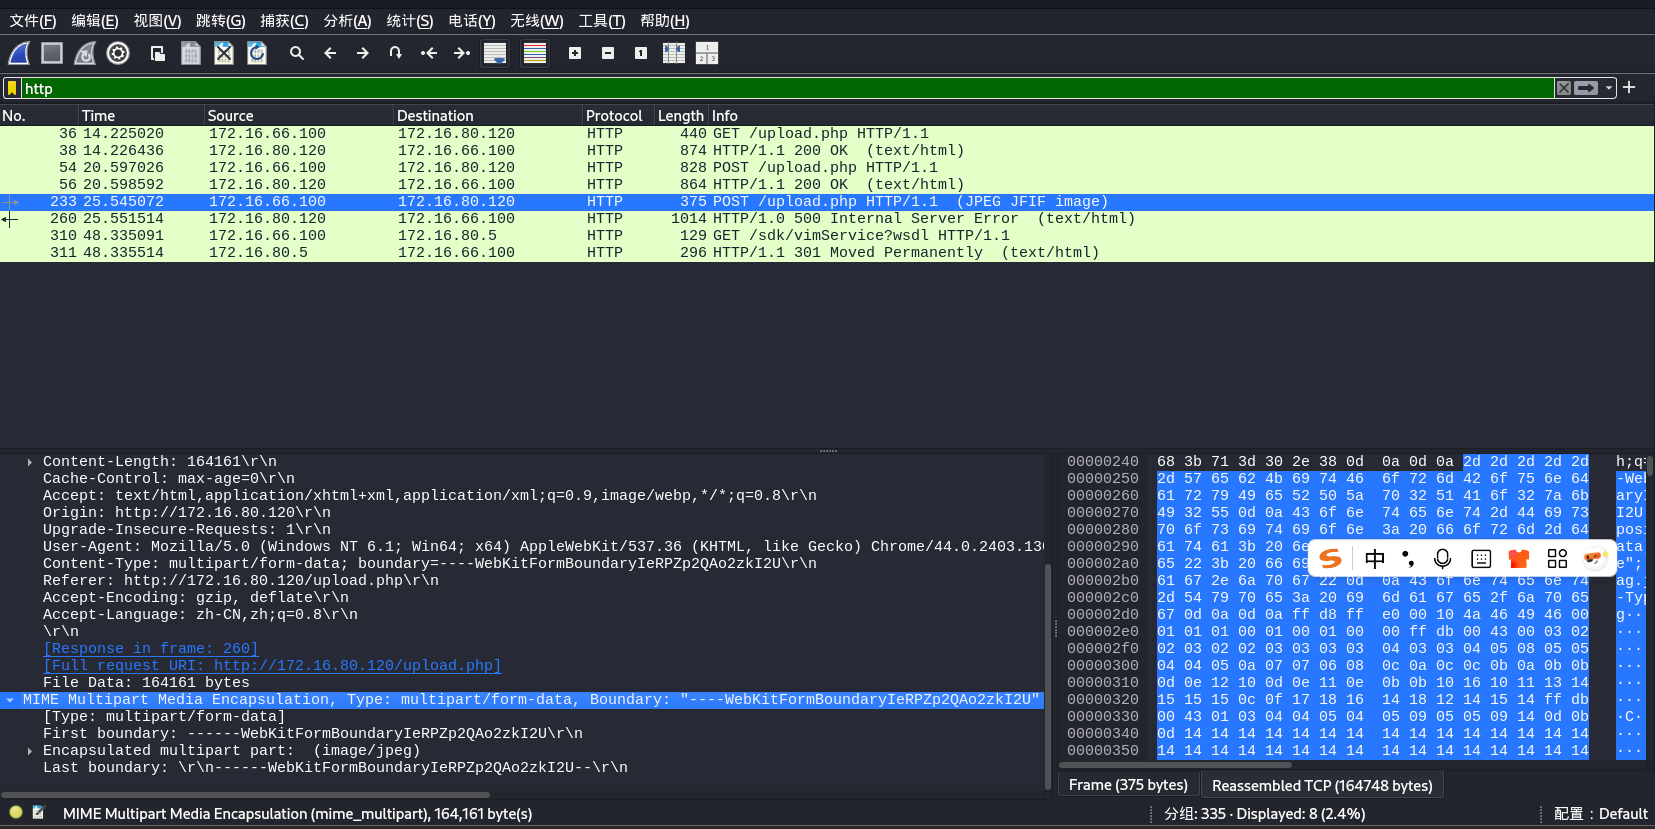 文件(F) 编辑(E) 视图(V) 跳转(G) 捕获(C) 分析(A) 统计(S) 电话(Y) 无线(W) 工具(T) 帮助(H)
http
No. Time Source Destination Protocol Length Info
36 14.225020 172.16.66.100 172.16.80.120 HTTP 440 GET /upload.php HTTP/1.1
38 14.226436 172.16.80.120 172.16.66.100 HTTP 874 HTTP/1.1 200 OK (text/html)
54 20.597026 172.16.66.100 172.16.80.120 HTTP 828 POST /upload.php HTTP/1.1
56 20.598592 172.16.80.120 172.16.66.100 HTTP 864 HTTP/1.1 200 OK (text/html)
233 25.545072 172.16.66.100 172.16.80.120 HTTP 375 POST /upload.php HTTP/1.1 (JPEG JFIF image)
260 25.551514 172.16.80.120 172.16.66.100 HTTP 1014 HTTP/1.0 500 Internal Server Error (text/html)
310 48.335091 172.16.66.100 172.16.80.5 HTTP 129 GET /sdk/vimService?wsdl HTTP/1.1
311 48.335514 172.16.80.5 172.16.66.100 HTTP 296 HTTP/1.1 301 Moved Permanently (text/html)
Content-Length: 164161\r\n
Cache-Control: max-age=0\r\n
Accept: text/html,application/xhtml+xml,application/xml;q=0.9,image/webp,*/*;q=0.8\r\n
Origin: http://172.16.80.120\r\n
Upgrade-Insecure-Requests: 1\r\n
User-Agent: Mozilla/5.0 (Windows NT 6.1; Win64; x64) AppleWebKit/537.36 (KHTML, like Gecko) Chrome/44.0.2403.13
Content-Type: multipart/form-data; boundary=----WebKitFormBoundaryIeRPZp2QAo2zkI2U\r\n
Referer: http://172.16.80.120/upload.php\r\n
Accept-Encoding: gzip, deflate\r\n
Accept-Language: zh-CN,zh;q=0.8\r\n
\r\n
[Response in frame: 260]
[Full request URI: http://172.16.80.120/upload.php]
File Data: 164161 bytes
MIME Multipart Media Encapsulation, Type: multipart/form-data, Boundary: "----WebKitFormBoundaryIeRPZp2QAo2zkI2U"
[Type: multipart/form-data]
First boundary: ------WebKitFormBoundaryIeRPZp2QAo2zkI2U\r\n
Encapsulated multipart part: (image/jpeg)
Last boundary: \r\n------WebKitFormBoundaryIeRPZp2QAo2zkI2U--\r\n
00000240 68 3b 71 3d 30 2e 38 0d 0a 0d 0a 2d 2d 2d 2d 2d h;q=
00000250 2d 57 65 62 4b 69 74 46 6f 72 6d 42 6f 75 6e 64 -Web
00000260 61 72 79 49 65 52 50 5a 70 32 51 41 6f 32 7a 6b aryI
00000270 49 32 55 0d 0a 43 6f 6e 74 65 6e 74 2d 44 69 73 I2U
00000280 70 6f 73 69 74 69 6f 6e 3a 20 66 6f 72 6d 2d 64 posi
00000290 61 74 61 3b 20 6e ata
000002a0 65 22 3b 20 66 69 e";
000002b0 61 67 2e 6a 70 67 22 0d 0a 43 6f 6e 74 65 6e 74 ag.j
000002c0 2d 54 79 70 65 3a 20 69 6d 61 67 65 2f 6a 70 65 -Typ
000002d0 67 0d 0a 0d 0a ff d8 ff e0 00 10 4a 46 49 46 00 g··
000002e0 01 01 01 00 01 00 01 00 00 ff db 00 43 00 03 02 ···
000002f0 02 03 02 02 03 03 03 03 04 03 03 04 05 08 05 05 ···
00000300 04 04 05 0a 07 07 06 08 0c 0a 0c 0c 0b 0a 0b 0b ···
00000310 0d 0e 12 10 0d 0e 11 0e 0b 0b 10 16 10 11 13 14 ···
00000320 15 15 15 0c 0f 17 18 16 14 18 12 14 15 14 ff db ···
00000330 00 43 01 03 04 04 05 04 05 09 05 05 09 14 0d 0b ·C·
00000340 0d 14 14 14 14 14 14 14 14 14 14 14 14 14 14 14 ···
00000350 14 14 14 14 14 14 14 14 14 14 14 14 14 14 14 14 ···
中
Frame (375 bytes) Reassembled TCP (164748 bytes)
MIME Multipart Media Encapsulation (mime_multipart), 164,161 byte(s) 分组: 335 · Displayed: 8 (2.4%) 配置：Default